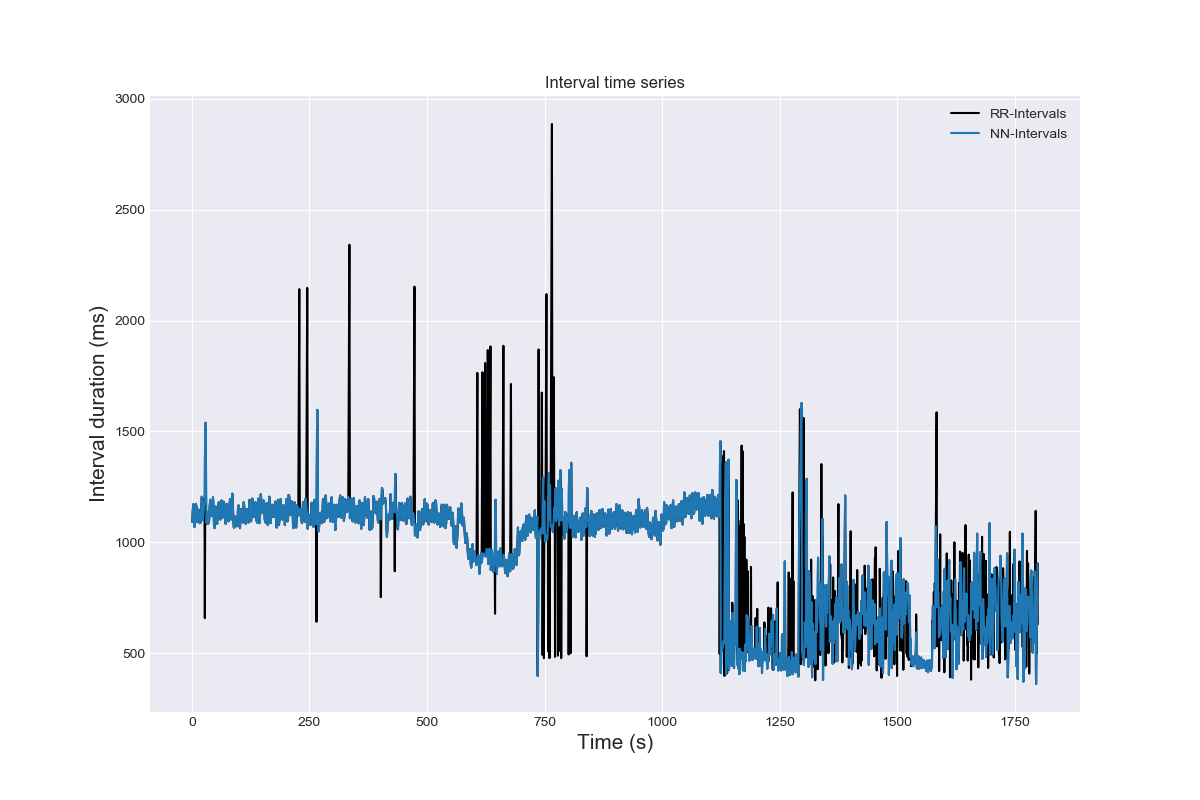 Interval time series
3000
2500
2000
1500
1000
500
Interval duration (ms)
RR-Intervals
NN-Intervals
0 250 500 750 1000 1250 1500 1750
Time (s)